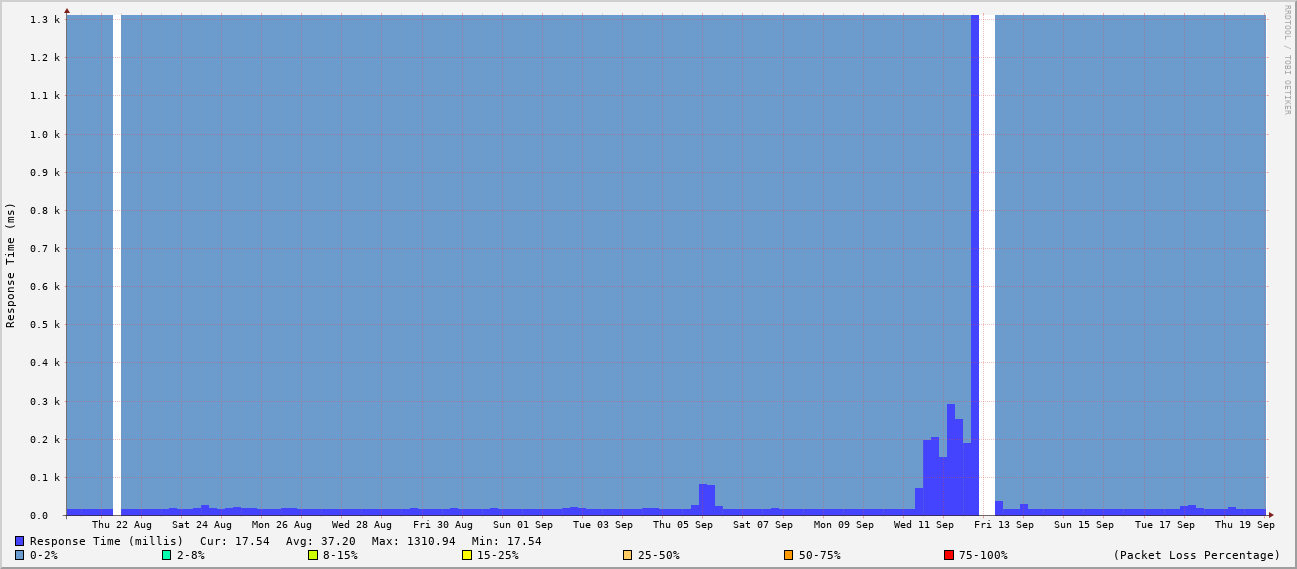 1.3 k
1.2 k
1.1 k
1.0 k
0.9 k
0.8 k
0.7 k
0.6 k
0.5 k
0.4 k
0.3 k
0.2 k
0.1 k
0.0
Response Time (ms)
RRDTOOL / TOBI OETIKER
Thu 22 Aug Sat 24 Aug Mon 26 Aug Wed 28 Aug Fri 30 Aug Sun 01 Sep Tue 03 Sep Thu 05 Sep Sat 07 Sep Mon 09 Sep Wed 11 Sep Fri 13 Sep Sun 15 Sep Tue 17 Sep Thu 19 Sep
Response Time (millis) Cur: 17.54 Avg: 37.20 Max: 1310.94 Min: 17.54
0-2% 2-8% 8-15% 15-25% 25-50% 50-75% 75-100% (Packet Loss Percentage)